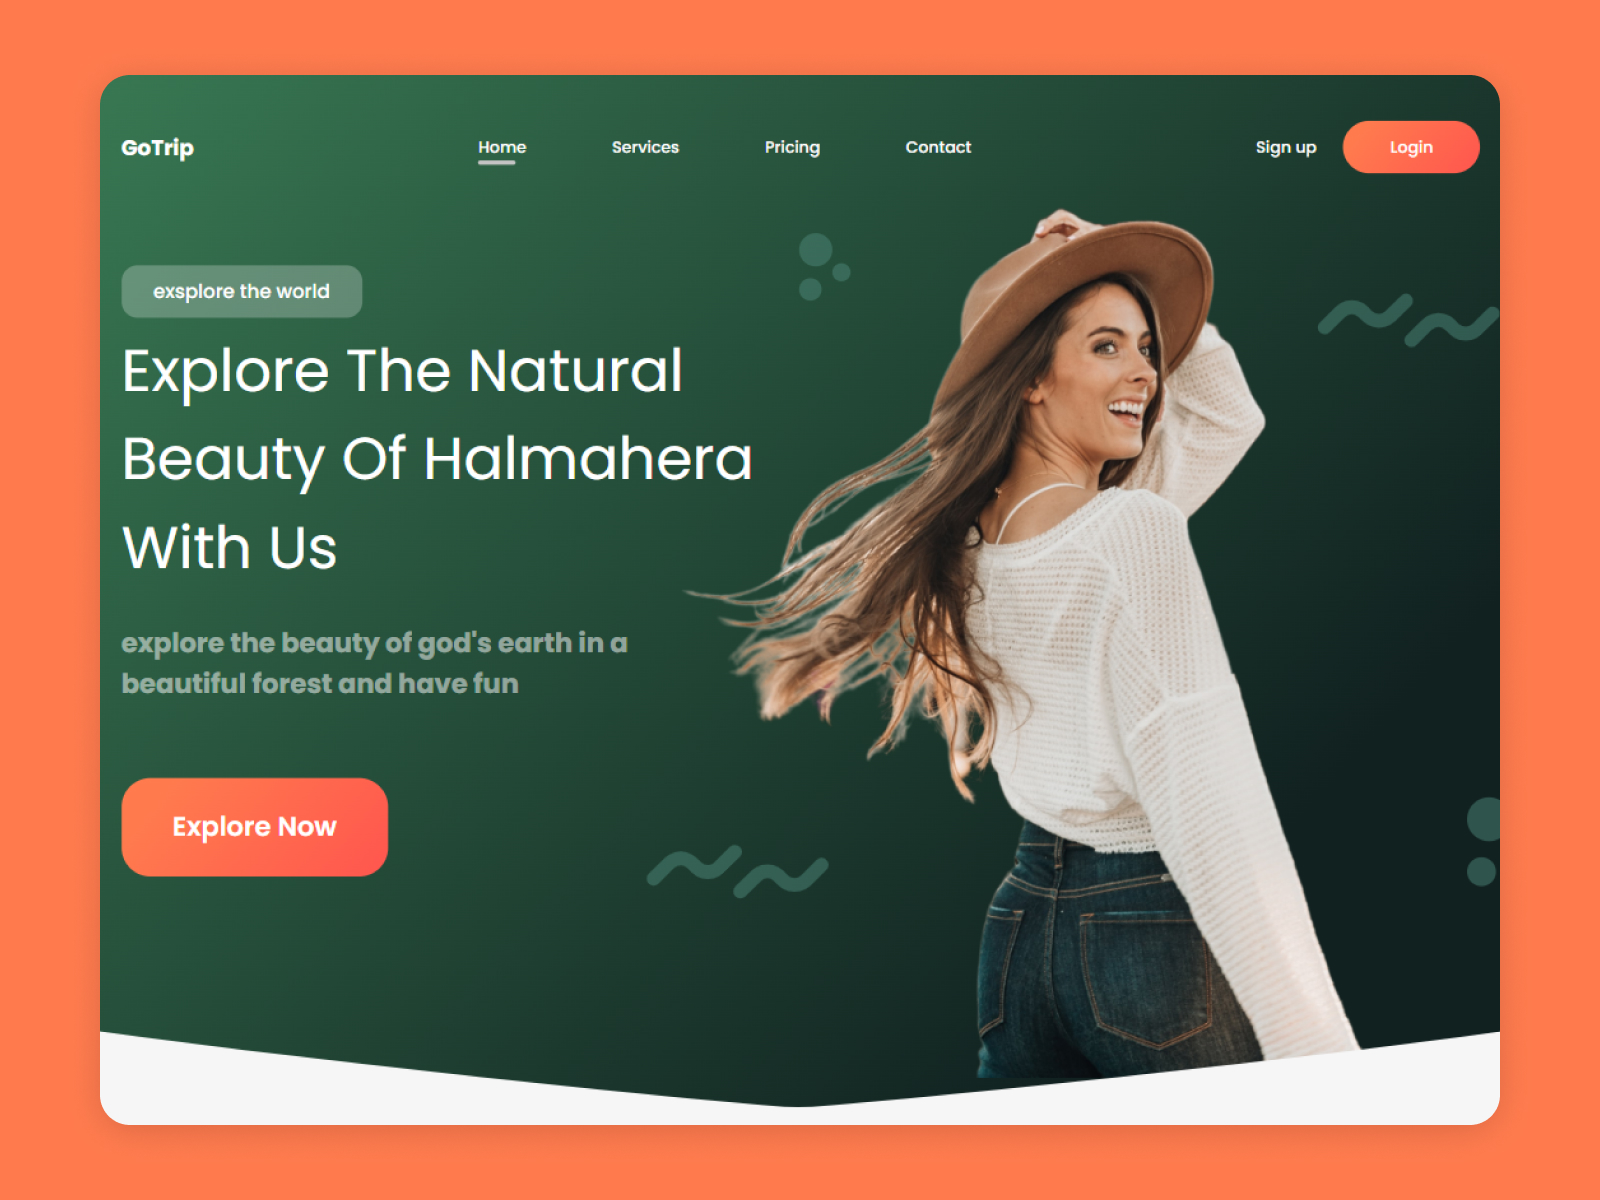 GoTrip
Home
Services
Pricing
Contact
Sign up
Login
exsplore the world
Explore The Natural
Beauty Of Halmahera
With Us
explore the beauty of god's earth in a
beautiful forest and have fun
Explore Now